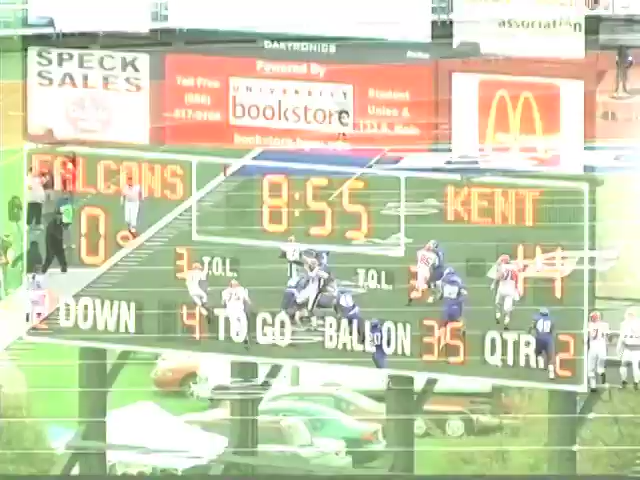 association
DAKTRONICS
SPECK
SALES
Powered By
Toll Free
UNIVERSITY
bookstore
Student
Union &
FALCONS
8:55
KENT
0
14
3 T.O.L.
T.O.L.
DOWN
4 TO GO
BALL ON
35
QTR. 2